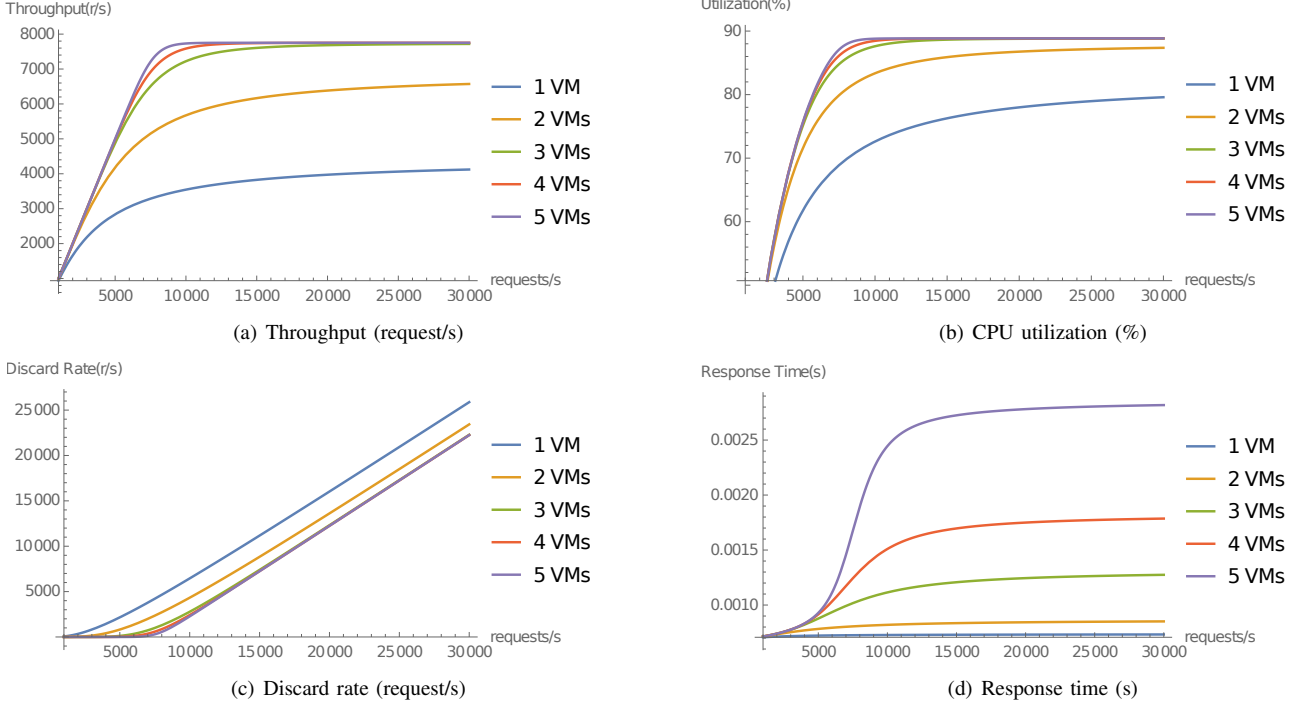 Throughput(r/s)
8000
7000
6000
5000
4000
3000
2000
5000 10000 15000 20000 25000 30000
requests/s
1 VM
2 VMs
3 VMs
4 VMs
5 VMs
(a) Throughput (request/s)
Utilization(%)
90
80
70
60
5000 10000 15000 20000 25000 30000
requests/s
1 VM
2 VMs
3 VMs
4 VMs
5 VMs
(b) CPU utilization (%)
Discard Rate(r/s)
25000
20000
15000
10000
5000
5000 10000 15000 20000 25000 30000
requests/s
1 VM
2 VMs
3 VMs
4 VMs
5 VMs
(c) Discard rate (request/s)
Response Time(s)
0.0025
0.0020
0.0015
0.0010
5000 10000 15000 20000 25000 30000
requests/s
1 VM
2 VMs
3 VMs
4 VMs
5 VMs
(d) Response time (s)